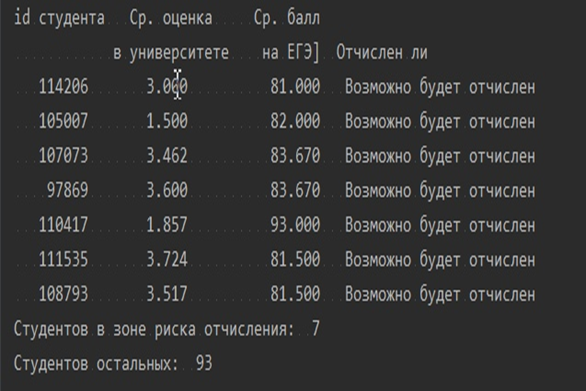 id студента Ср. оценка Ср. балл
в университете на ЕГЭ] Отчислен ли
114206 3.000 81.000 Возможно будет отчислен
105007 1.500 82.000 Возможно будет отчислен
107073 3.462 83.670 Возможно будет отчислен
97869 3.600 83.670 Возможно будет отчислен
110417 1.857 93.000 Возможно будет отчислен
111535 3.724 81.500 Возможно будет отчислен
108793 3.517 81.500 Возможно будет отчислен
Студентов в зоне риска отчисления: 7
Студентов остальных: 93